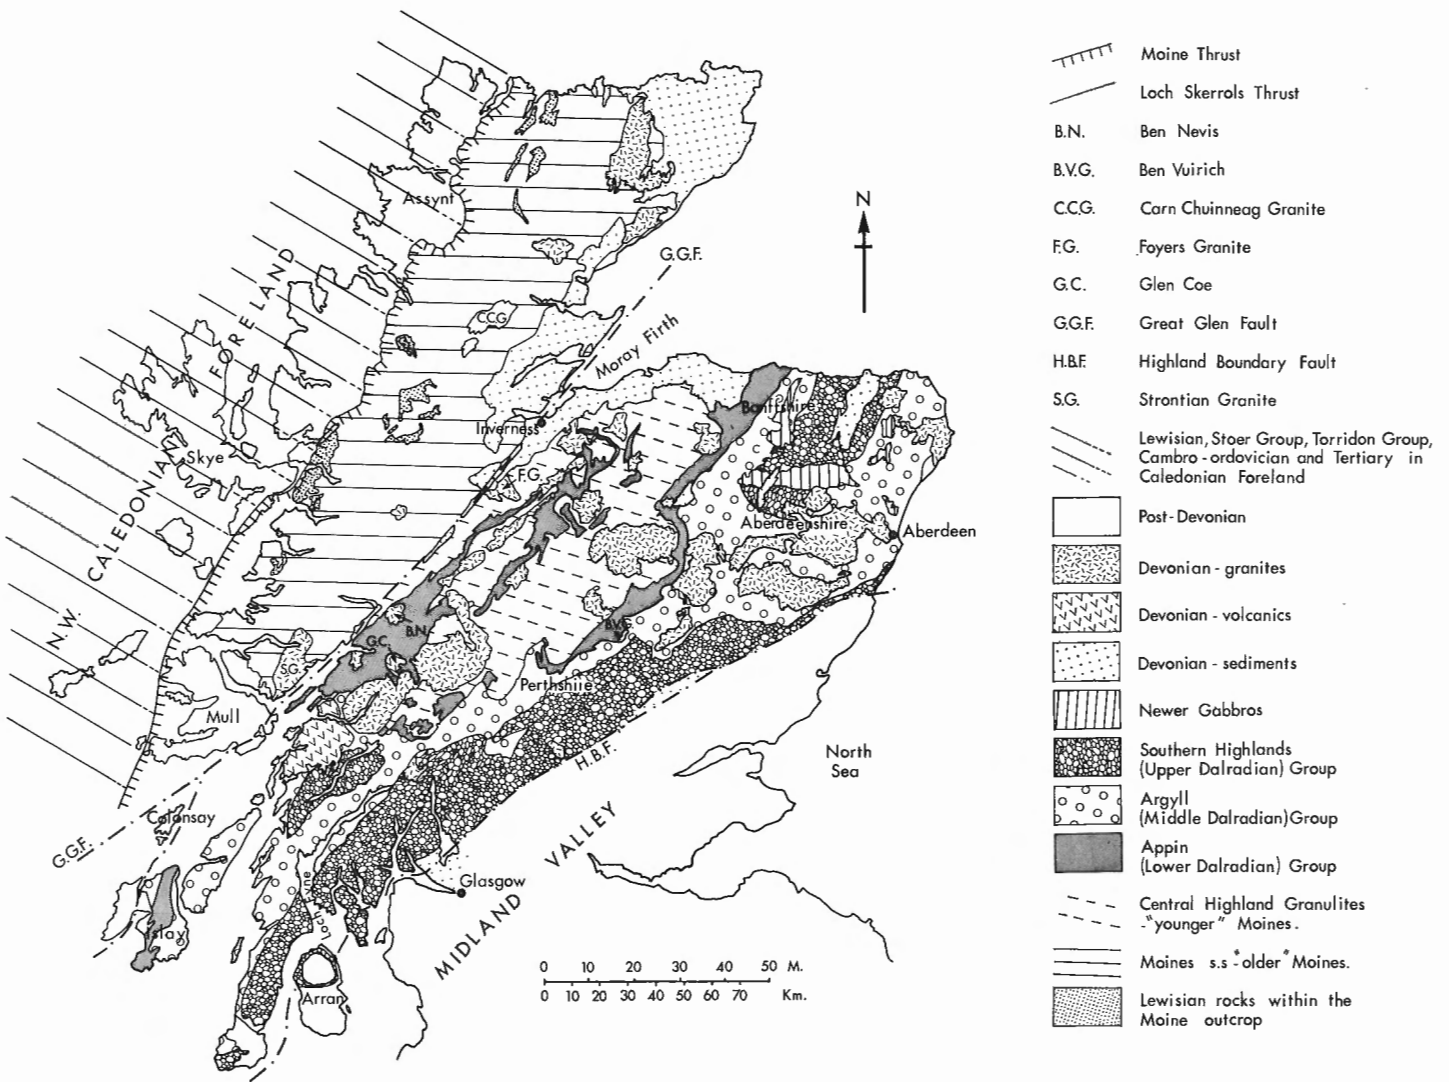 Assynt
N
G.G.F.
C.C.G.
Moray Firth
N.W. CALEDONIAN FORELAND
Banffshire
Inverness
Skye
F.G.
Aberdeenshire
Aberdeen
B.N.
B.V.G.
G.C.
S.G.
Perthshire
Mull
H.B.F.
North
Sea
Colonsay
G.G.F.
MIDLAND VALLEY
Glasgow
Loch Fyne
Islay
Arran
0 10 20 30 40 50 M.
0 10 20 30 40 50 60 70 Km.
Moine Thrust
Loch Skerrols Thrust
B.N. Ben Nevis
B.V.G. Ben Vuirich
C.C.G. Carn Chuinneag Granite
F.G. Foyers Granite
G.C. Glen Coe
G.G.F. Great Glen Fault
H.B.F. Highland Boundary Fault
S.G. Strontian Granite
Lewisian, Stoer Group, Torridon Group,
Cambro-ordovician and Tertiary in
Caledonian Foreland
Post-Devonian
Devonian-granites
Devonian-volcanics
Devonian-sediments
Newer Gabbros
Southern Highlands
(Upper Dalradian) Group
Argyll
(Middle Dalradian) Group
Appin
(Lower Dalradian) Group
Central Highland Granulites
-"younger" Moines.
Moines s.s-"older" Moines.
Lewisian rocks within the
Moine outcrop